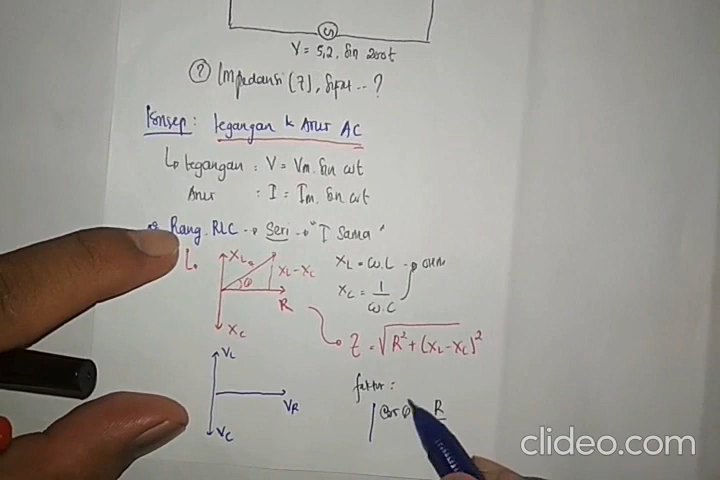 V = 5,2 . Sin 200t
? Impedansi (Z), Sifat .. ?
Konsep : tegangan & Arus AC
tegangan : V = Vm. Sin ωt
Arus : I = Im. Sin ωt
Rang. RLC → Seri → "I Sama"
XL
XL - XC
φ
R
XC
XL = ω.L → ohm
XC = 1
ω.C
Z = √R² + (XL - XC)²
VL
VR
VC
faktor :
Cos φ R
clideo.com